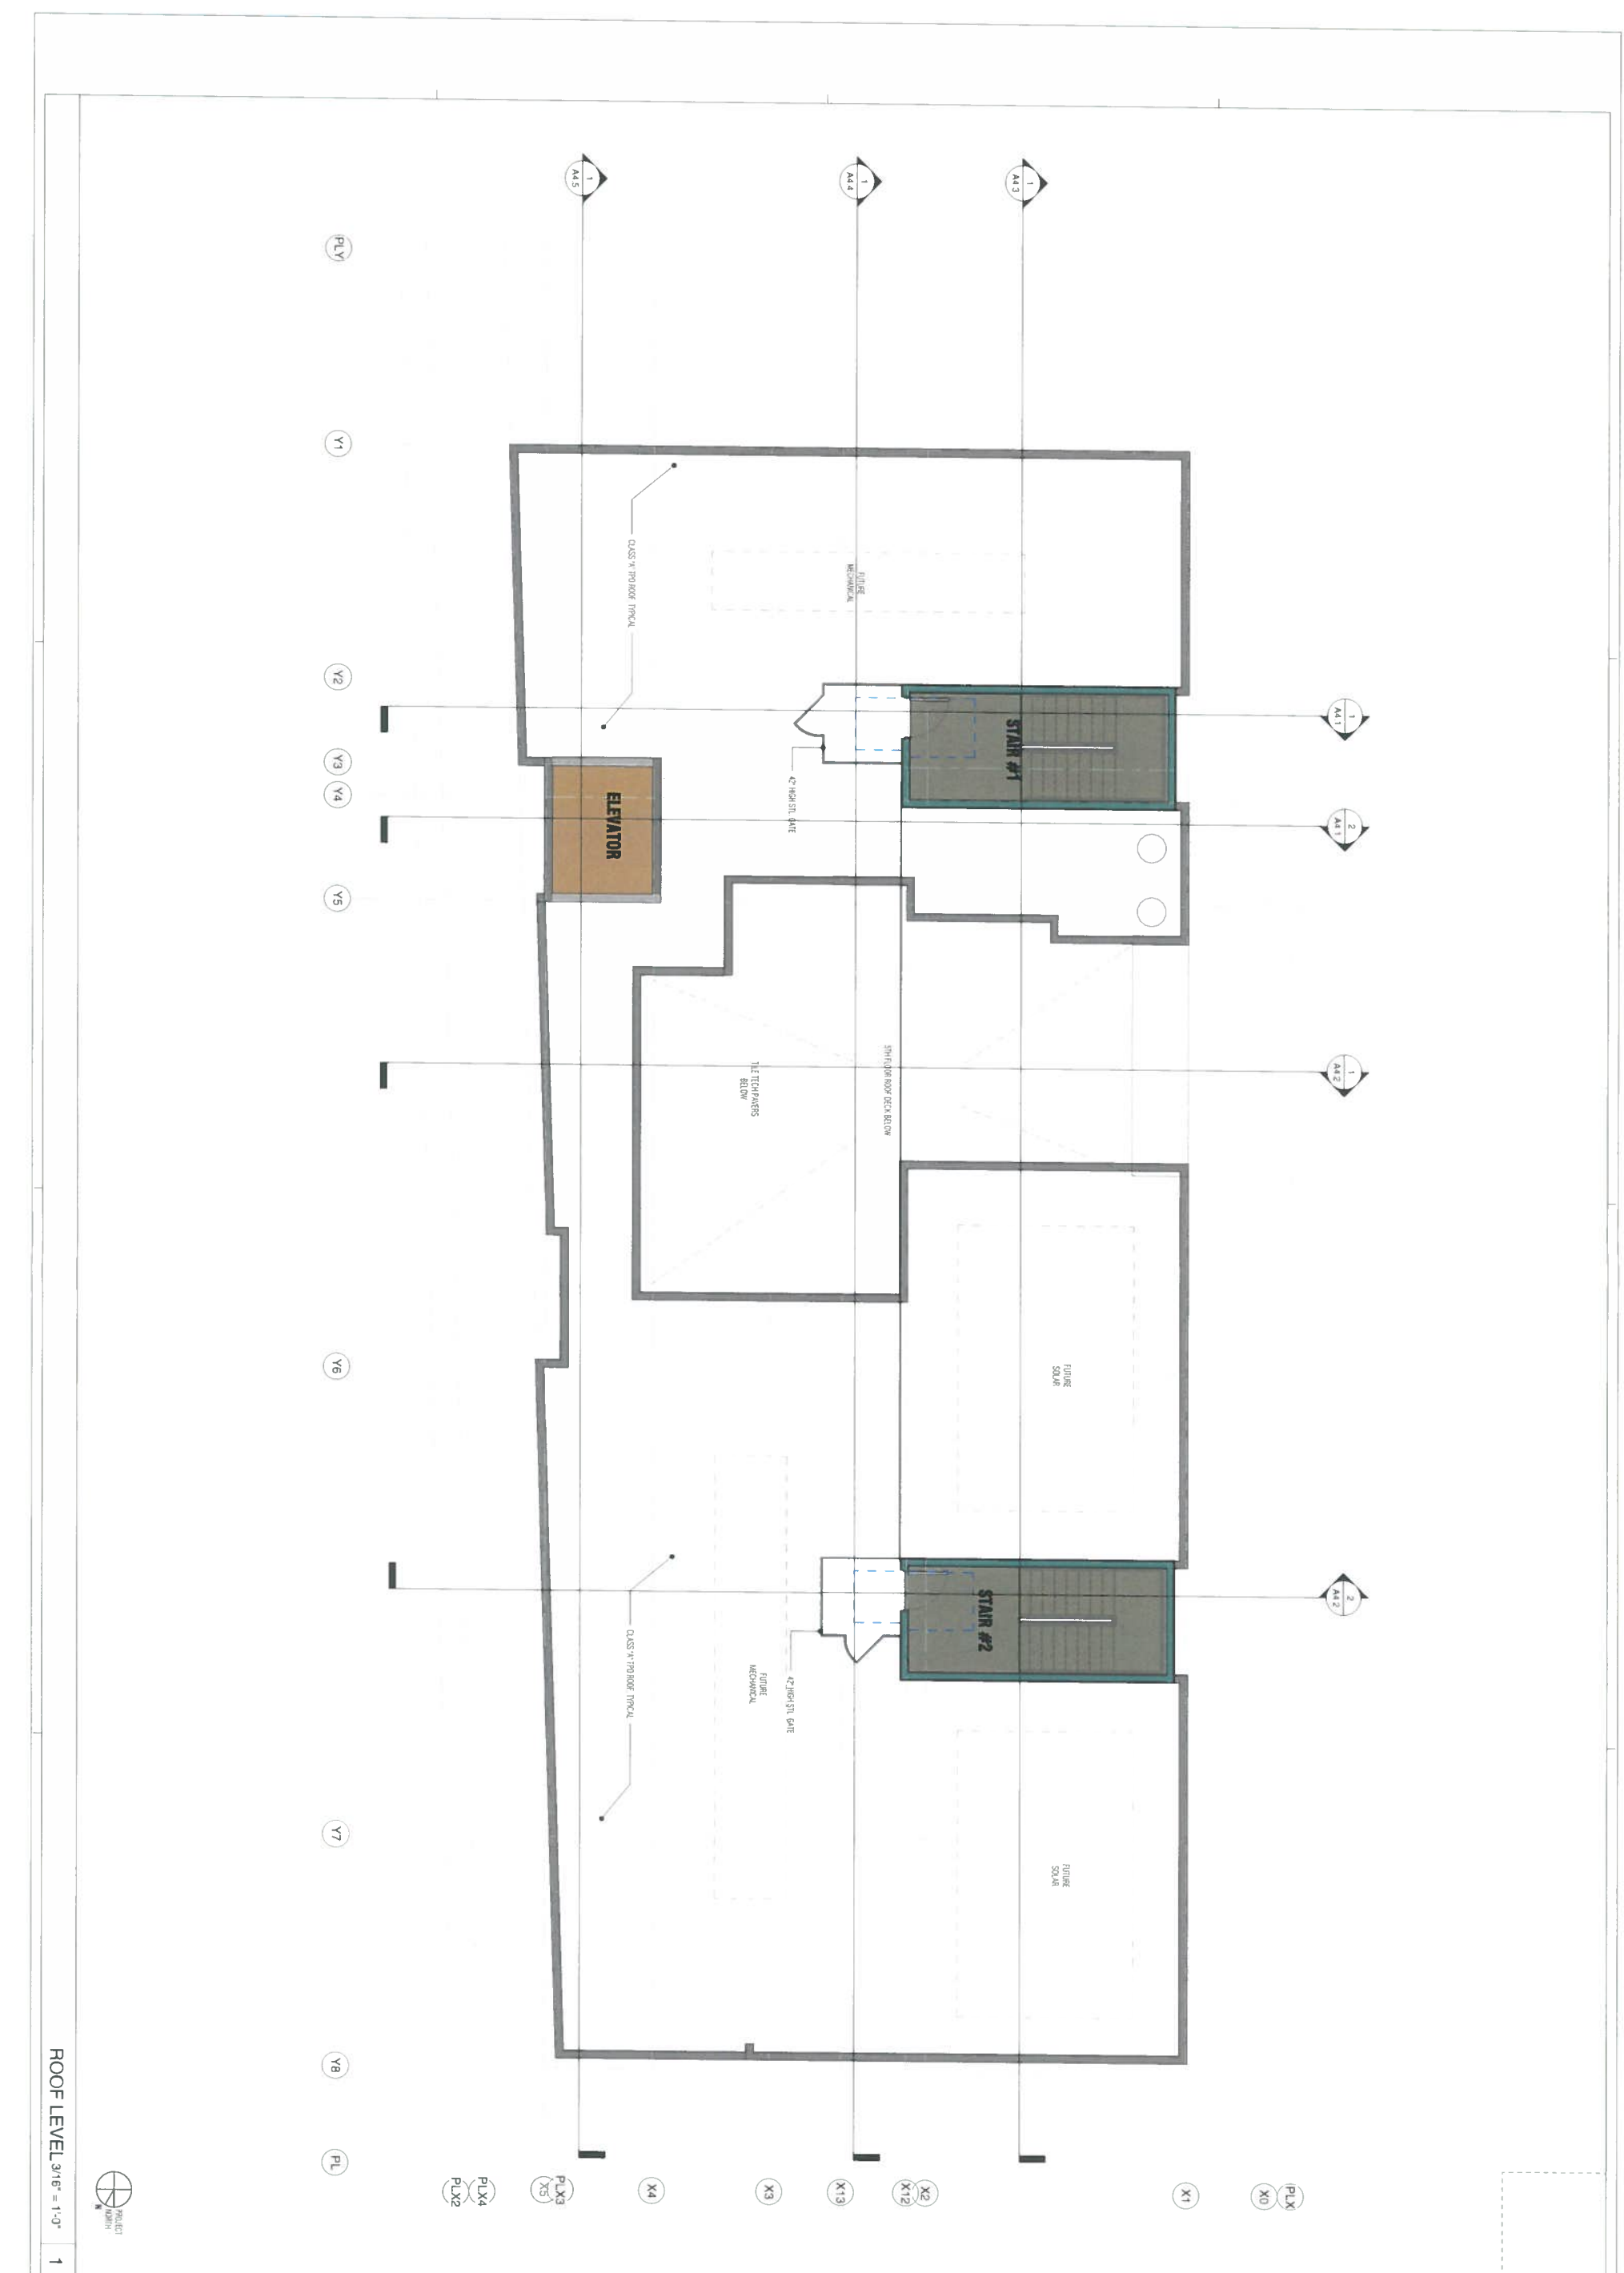 1
A4.5
1
A4.4
1
A4.3
PLY
Y1
Y2
Y3
Y4
Y5
Y6
Y7
Y8
PL
1
A4.1
2
A4.1
1
A4.2
2
A4.2
CLASS "A" TPO ROOF TYPICAL
FUTURE
MECHANICAL
STAIR #1
42" HIGH STL. GATE
ELEVATOR
TILE TECH PAVERS
BELOW
5TH FLOOR ROOF DECK BELOW
FUTURE
SOLAR
STAIR #2
42" HIGH STL. GATE
FUTURE
MECHANICAL
CLASS "A" TPO ROOF TYPICAL
FUTURE
SOLAR
PLX2
PLX4
X5
PLX3
X4
X3
X13
X12
X2
X1
X0
PLX
PROJECT
NORTH
N
ROOF LEVEL 3/16" = 1'-0" 1